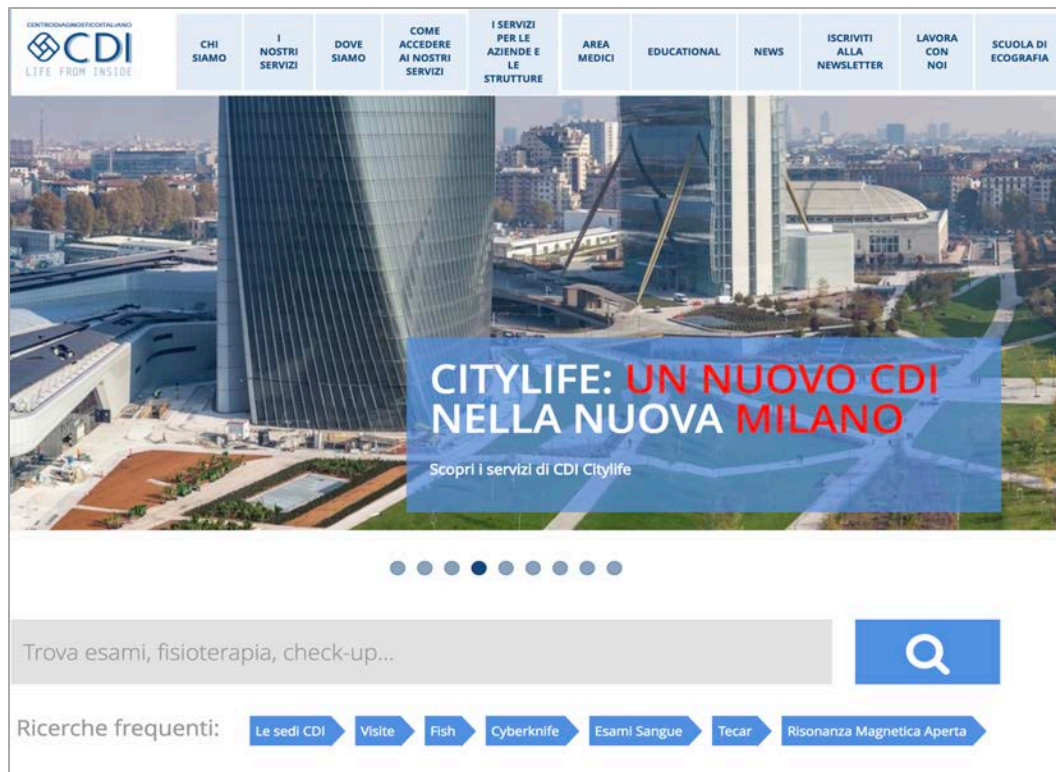 CENTRODIAGNOSTICOITALIANO
CDI
LIFE FROM INSIDE
CHI
SIAMO
I
NOSTRI
SERVIZI
DOVE
SIAMO
COME
ACCEDERE
AI NOSTRI
SERVIZI
I SERVIZI
PER LE
AZIENDE E
LE
STRUTTURE
AREA
MEDICI
EDUCATIONAL
NEWS
ISCRIVITI
ALLA
NEWSLETTER
LAVORA
CON
NOI
SCUOLA DI
ECOGRAFIA
CITYLIFE: UN NUOVO CDI
NELLA NUOVA MILANO
Scopri i servizi di CDI Citylife
Trova esami, fisioterapia, check-up...
Ricerche frequenti: Le sedi CDI Visite Fish Cyberknife Esami Sangue Tecar Risonanza Magnetica Aperta